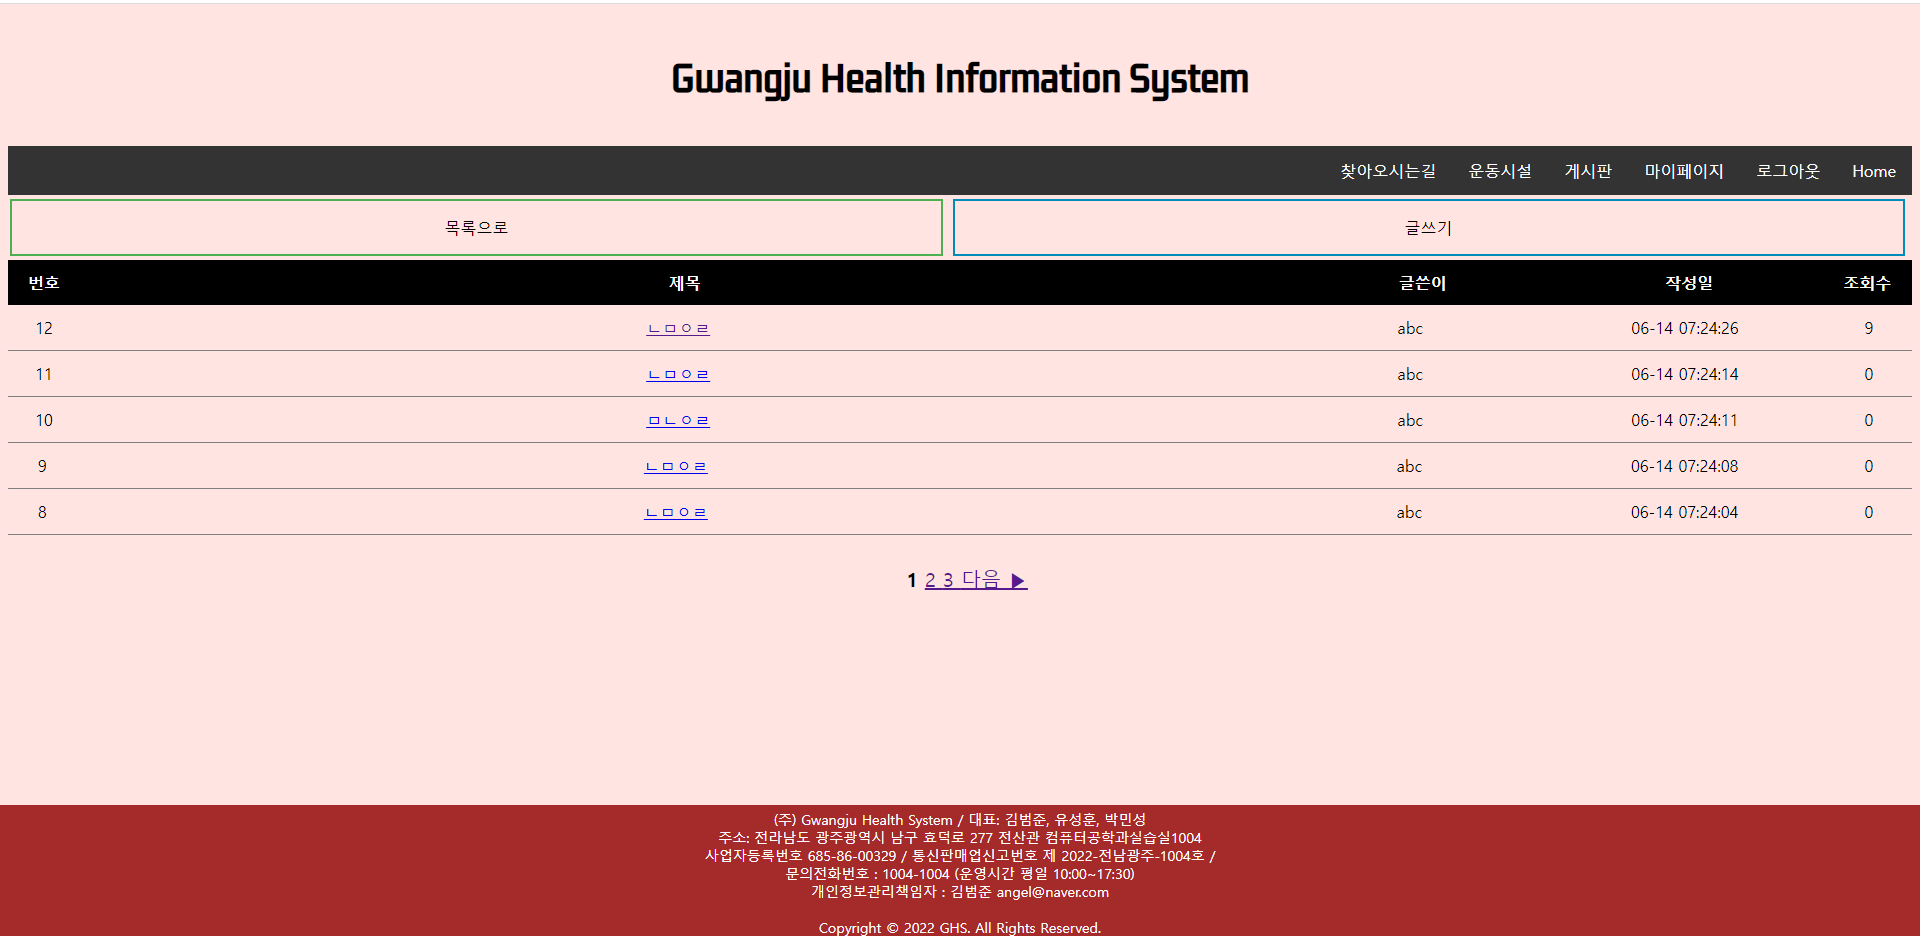 Gwangju Health Information System
찾아오시는길 운동시설 게시판 마이페이지 로그아웃 Home
목록으로 글쓰기
번호 제목 글쓴이 작성일 조회수
12 ㄴㅁㅇㄹ abc 06-14 07:24:26 9
11 ㄴㅁㅇㄹ abc 06-14 07:24:14 0
10 ㅁㄴㅇㄹ abc 06-14 07:24:11 0
9 ㄴㅁㅇㄹ abc 06-14 07:24:08 0
8 ㄴㅁㅇㄹ abc 06-14 07:24:04 0
1 2 3 다음 ▶
(주) Gwangju Health System / 대표: 김범준, 유성훈, 박민성
주소: 전라남도 광주광역시 남구 효덕로 277 전산관 컴퓨터공학과실습실1004
사업자등록번호 685-86-00329 / 통신판매업신고번호 제 2022-전남광주-1004호 /
문의전화번호 : 1004-1004 (운영시간 평일 10:00~17:30)
개인정보관리책임자 : 김범준 angel@naver.com
Copyright © 2022 GHS. All Rights Reserved.